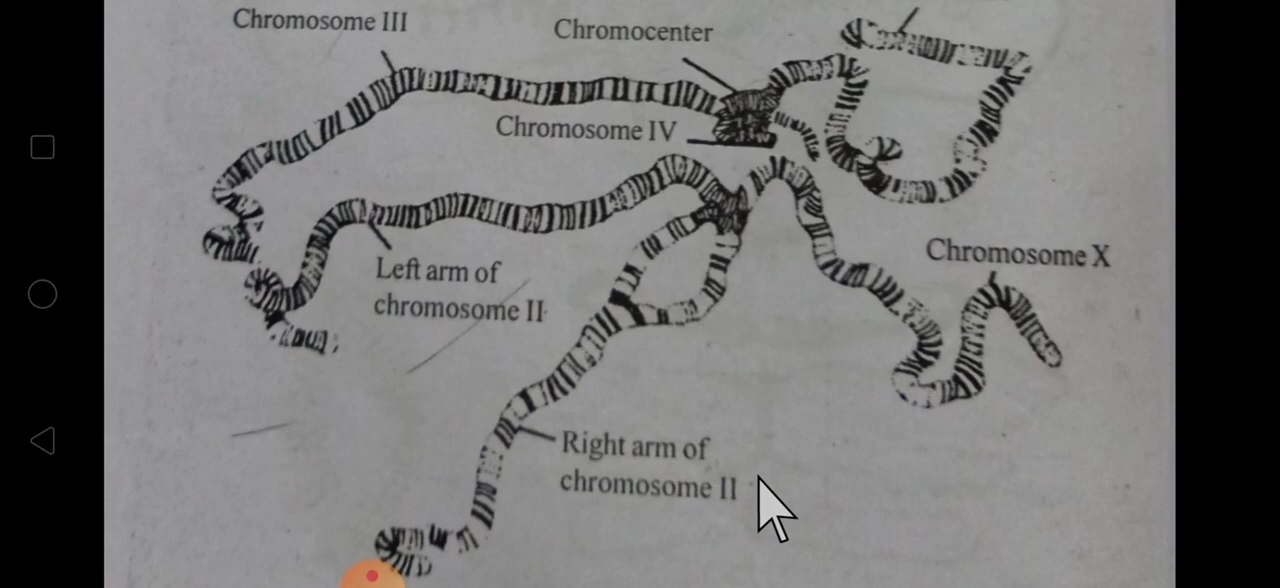 Chromosome III
Chromocenter
Chromosome IV
Chromosome X
Left arm of
chromosome II
Right arm of
chromosome II